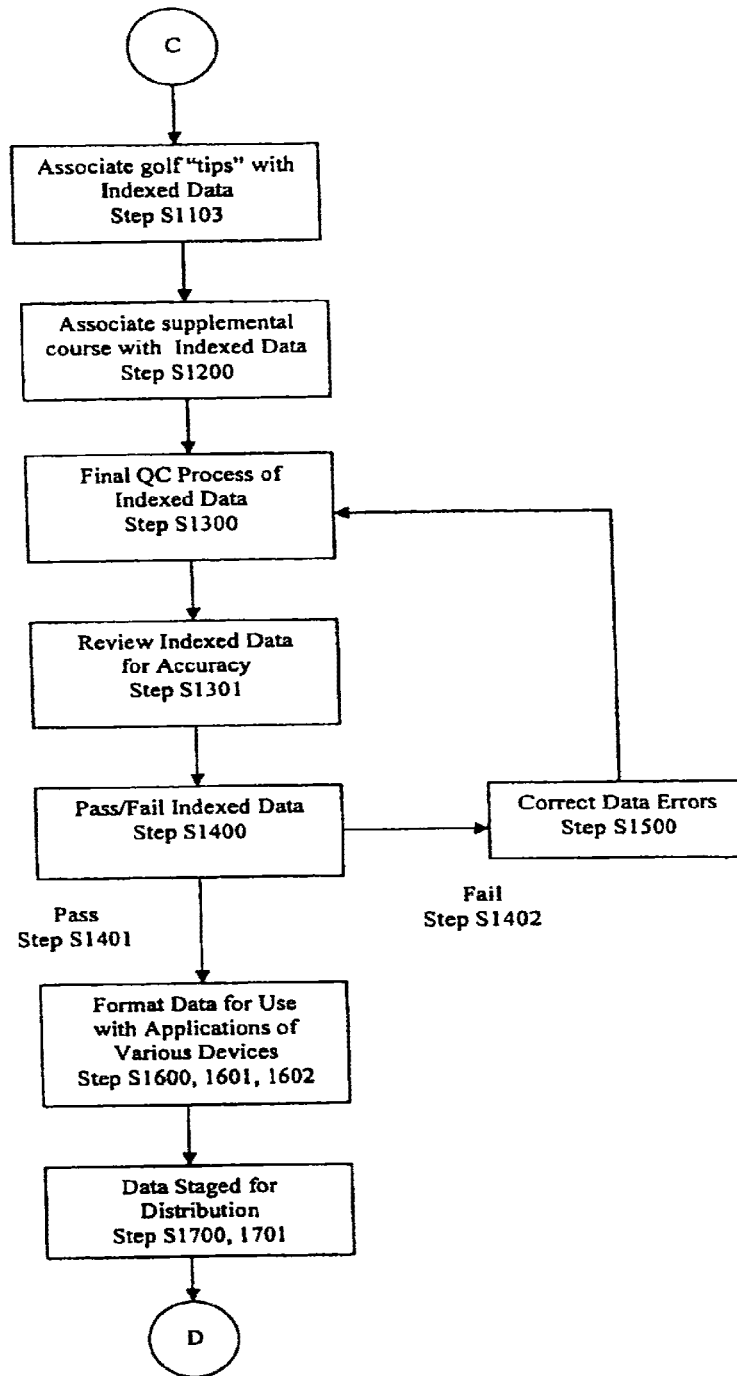 C
Associate golf "tips" with
Indexed Data
Step S1103
Associate supplemental
course with Indexed Data
Step S1200
Final QC Process of
Indexed Data
Step S1300
Review Indexed Data
for Accuracy
Step S1301
Pass/Fail Indexed Data
Step S1400
Correct Data Errors
Step S1500
Pass
Step S1401
Fail
Step S1402
Format Data for Use
with Applications of
Various Devices
Step S1600, 1601, 1602
Data Staged for
Distribution
Step S1700, 1701
D